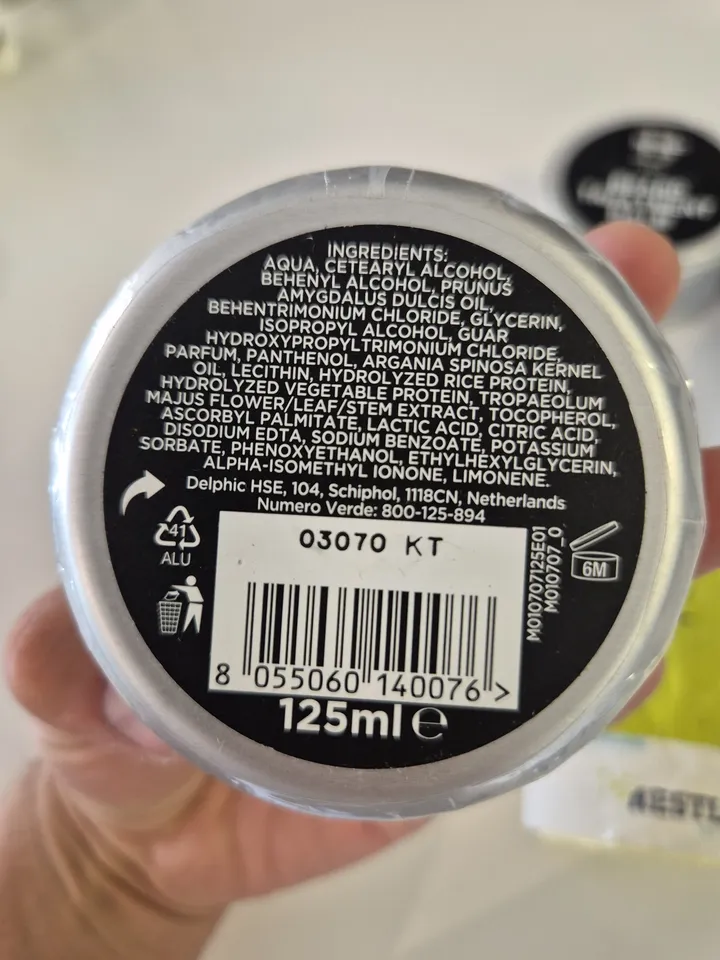 INGREDIENTS:
AQUA, CETEARYL ALCOHOL,
BEHENYL ALCOHOL, PRUNUS
AMYGDALUS DULCIS OIL,
BEHENTRIMONIUM CHLORIDE, GLYCERIN,
ISOPROPYL ALCOHOL, GUAR
HYDROXYPROPYLTRIMONIUM CHLORIDE,
PARFUM, PANTHENOL, ARGANIA SPINOSA KERNEL
OIL, LECITHIN, HYDROLYZED RICE PROTEIN,
HYDROLYZED VEGETABLE PROTEIN, TROPAEOLUM
MAJUS FLOWER/LEAF/STEM EXTRACT, TOCOPHEROL,
ASCORBYL PALMITATE, LACTIC ACID, CITRIC ACID,
DISODIUM EDTA, SODIUM BENZOATE, POTASSIUM
SORBATE, PHENOXYETHANOL, ETHYLHEXYLGLYCERIN,
ALPHA-ISOMETHYL IONONE, LIMONENE.
Delphic HSE, 104, Schiphol, 1118CN, Netherlands
Numero Verde: 800-125-894
41
ALU
03070 KT
8 055060 140076 >
125ml e
M010707125E01
M010707_0
6M